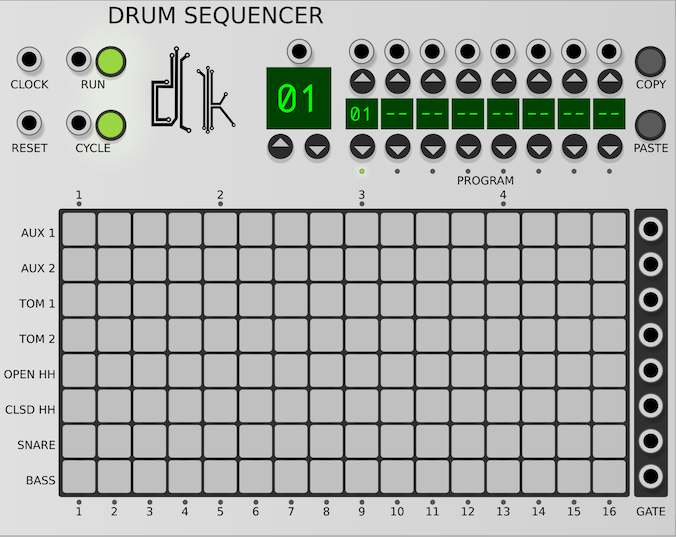 DRUM SEQUENCER
CLOCK
RUN
RESET
CYCLE
dlk
01
01 -- -- -- -- -- -- --
COPY
PASTE
PROGRAM
1 2 3 4
AUX 1
AUX 2
TOM 1
TOM 2
OPEN HH
CLSD HH
SNARE
BASS
1 2 3 4 5 6 7 8 9 10 11 12 13 14 15 16
GATE